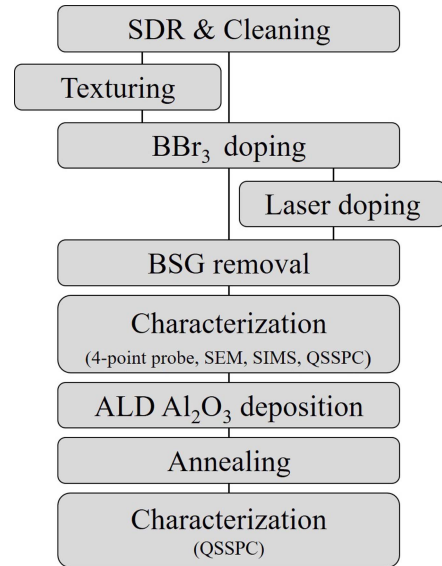 SDR & Cleaning
Texturing
BBr₃ doping
Laser doping
BSG removal
Characterization
(4-point probe, SEM, SIMS, QSSPC)
ALD Al₂O₃ deposition
Annealing
Characterization
(QSSPC)